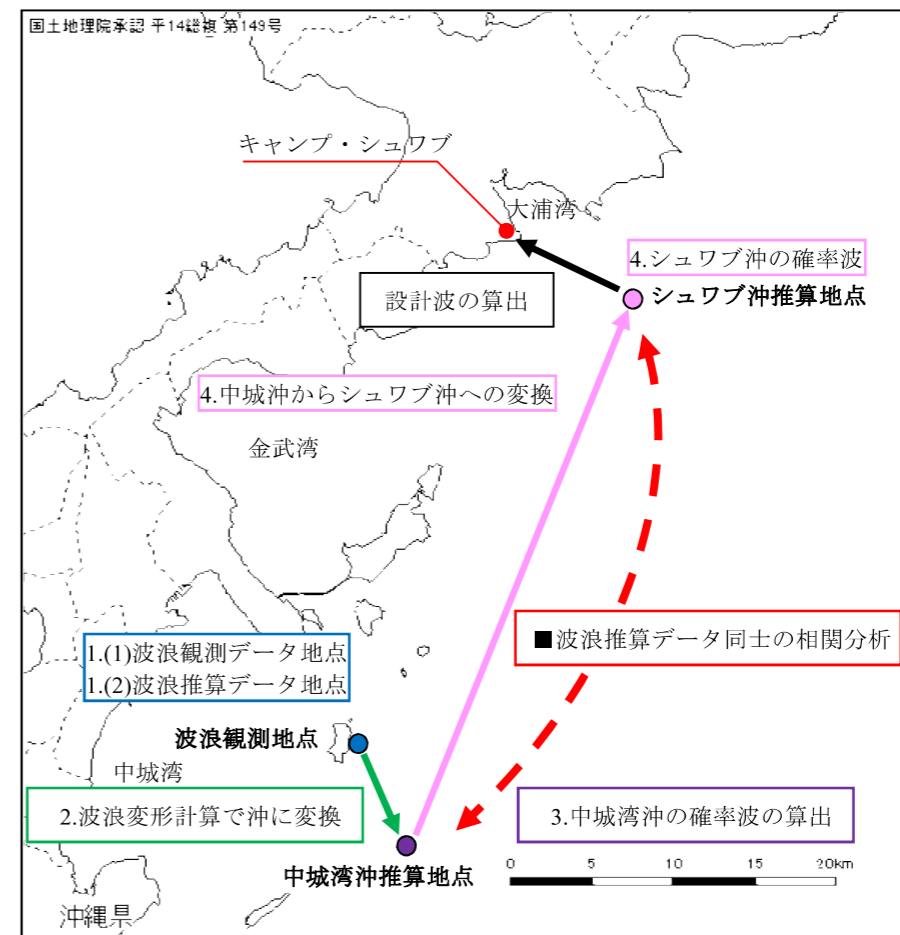 国土地理院承認 平14総複 第149号
キャンプ・シュワブ
大浦湾
4.シュワブ沖の確率波
シュワブ沖推算地点
設計波の算出
4.中城沖からシュワブ沖への変換
金武湾
■波浪推算データ同士の相関分析
1.(1)波浪観測データ地点
1.(2)波浪推算データ地点
波浪観測地点
中城湾
2.波浪変形計算で沖に変換
3.中城湾沖の確率波の算出
中城湾沖推算地点
0 5 10 15 20km
沖縄県